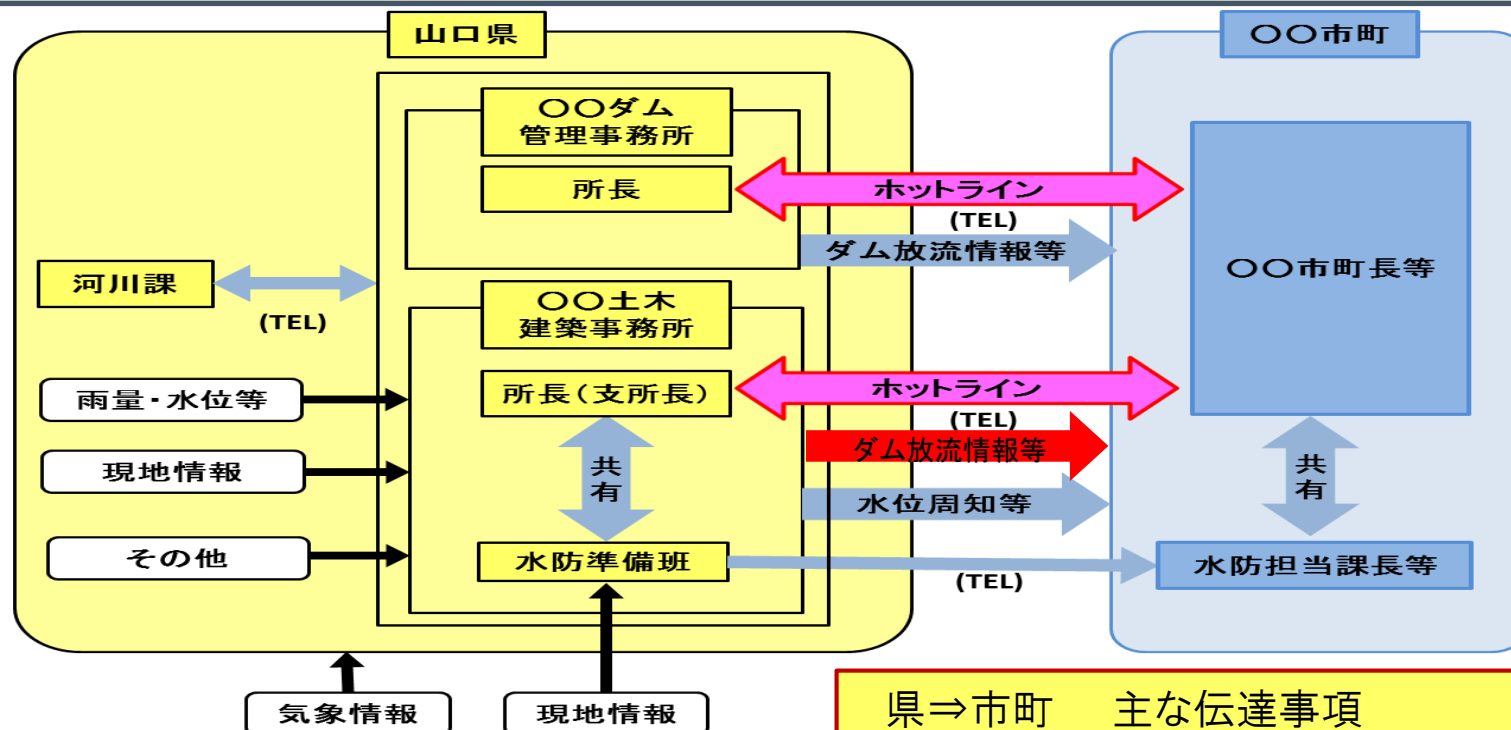 山口県
〇〇市町
〇〇ダム
管理事務所
所長
ホットライン
(TEL)
ダム放流情報等
〇〇市町長等
河川課
(TEL)
〇〇土木
建築事務所
雨量・水位等
所長(支所長)
ホットライン
(TEL)
ダム放流情報等
現地情報
共有
共有
水位周知等
その他
水防準備班
(TEL)
水防担当課長等
気象情報
現地情報
県⇒市町 主な伝達事項